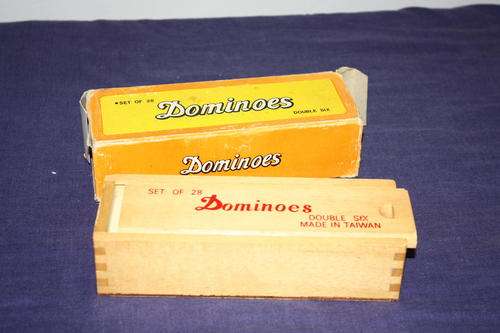 ★SET OF 28
Dominoes
DOUBLE SIX
Dominoes
SET OF 28
Dominoes
DOUBLE SIX
MADE IN TAIWAN